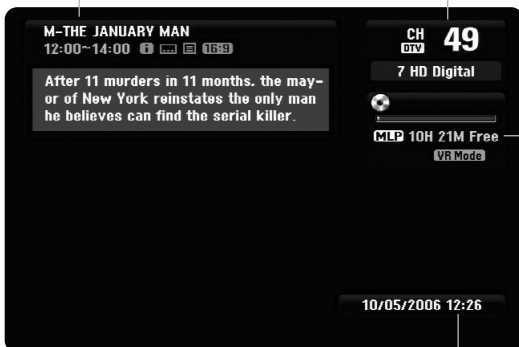 M-THE JANUARY MAN
12:00~14:00 i ... 16:9
After 11 murders in 11 months, the may-
or of New York reinstates the only man
he believes can find the serial killer.
CH
DTV
49
7 HD Digital
MLP 10H 21M Free
VR Mode
10/05/2006 12:26